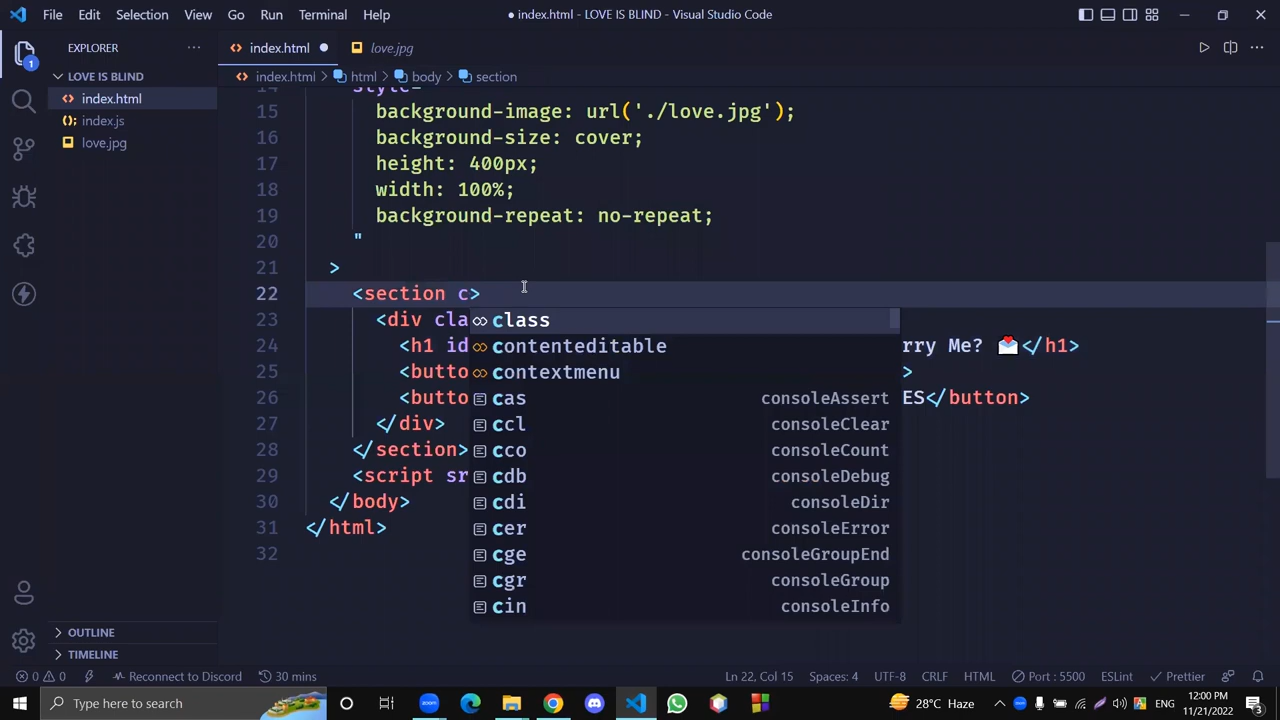 File Edit Selection View Go Run Terminal Help
● index.html - LOVE IS BLIND - Visual Studio Code
EXPLORER
index.html
love.jpg
LOVE IS BLIND
index.html > html > body > section
index.html
index.js
love.jpg
15 background-image: url('./love.jpg');
16 background-size: cover;
17 height: 400px;
18 width: 100%;
19 background-repeat: no-repeat;
20 "
21 >
22 <section c>
23 <div cla
24 <h1 id rry Me? 💌</h1>
25 <butto >
26 <butto ES</button>
27 </div>
28 </section>
29 <script sr
30 </body>
31 </html>
32
class
contenteditable
contextmenu
cas consoleAssert
ccl consoleClear
cco consoleCount
cdb consoleDebug
cdi consoleDir
cer consoleError
cge consoleGroupEnd
cgr consoleGroup
cin consoleInfo
1
OUTLINE
TIMELINE
0 0 Reconnect to Discord 30 mins
Ln 22, Col 15 Spaces: 4 UTF-8 CRLF HTML Port : 5500 ESLint Prettier
Type here to search
28°C Haze
ENG
12:00 PM
11/21/2022
3